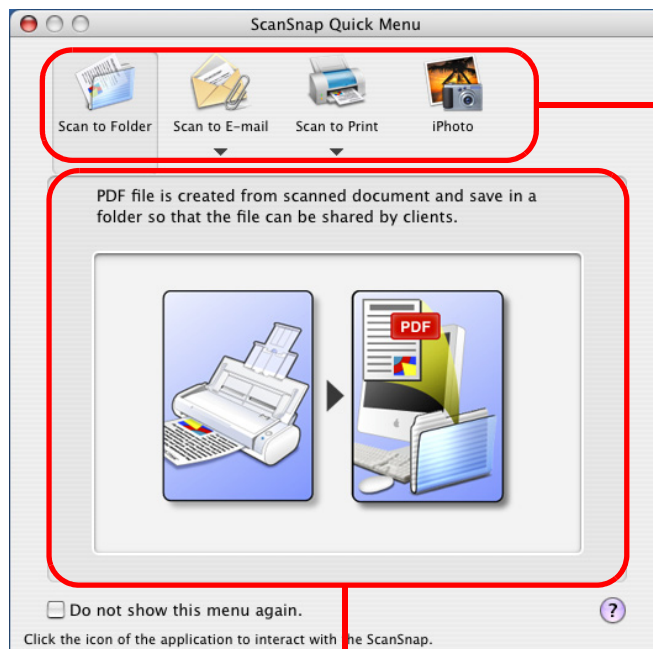 ScanSnap Quick Menu
Scan to Folder
Scan to E-mail
Scan to Print
iPhoto
PDF file is created from scanned document and save in a
folder so that the file can be shared by clients.
PDF
Do not show this menu again.
?
Click the icon of the application to interact with the ScanSnap.